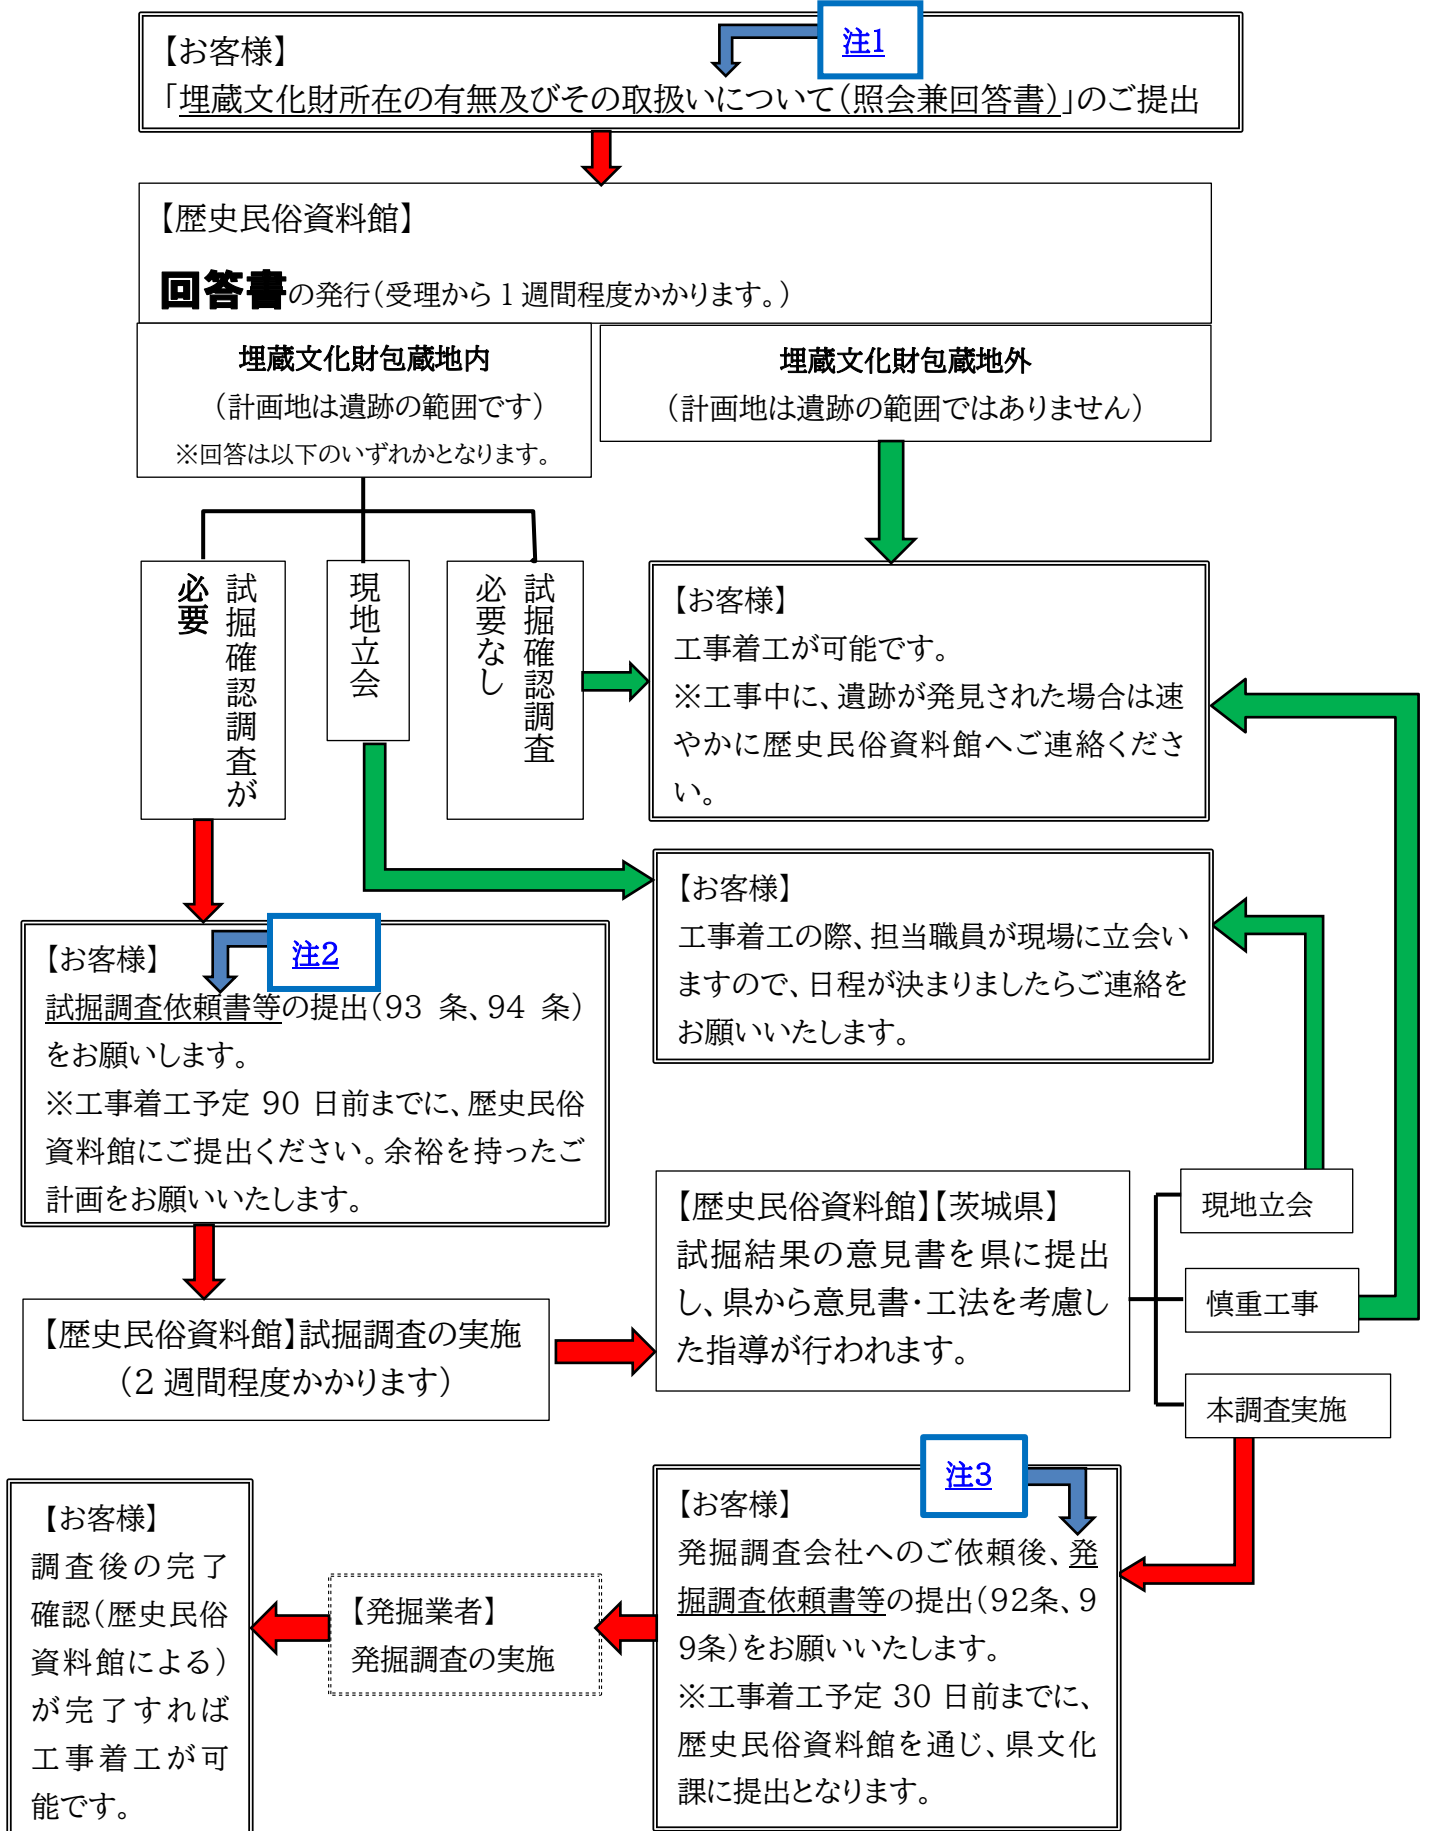 注1
【お客様】
「埋蔵文化財所在の有無及びその取扱いについて（照会兼回答書）」のご提出
【歴史民俗資料館】
回答書の発行（受理から１週間程度かかります。）
埋蔵文化財包蔵地内
（計画地は遺跡の範囲です）
※回答は以下のいずれかとなります。
埋蔵文化財包蔵地外
（計画地は遺跡の範囲ではありません）
試掘確認調査が
必要
現地立会
試掘確認調査
必要なし
【お客様】
工事着工が可能です。
※工事中に、遺跡が発見された場合は速
やかに歴史民俗資料館へご連絡くださ
い。
【お客様】
工事着工の際、担当職員が現場に立会い
ますので、日程が決まりましたらご連絡を
お願いいたします。
注2
【お客様】
試掘調査依頼書等の提出（93 条、94 条）
をお願いします。
※工事着工予定 90 日前までに、歴史民俗
資料館にご提出ください。余裕を持ったご
計画をお願いいたします。
【歴史民俗資料館】試掘調査の実施
（２週間程度かかります）
【歴史民俗資料館】【茨城県】
試掘結果の意見書を県に提出
し、県から意見書・工法を考慮し
た指導が行われます。
現地立会
慎重工事
本調査実施
注3
【お客様】
発掘調査会社へのご依頼後、発
掘調査依頼書等の提出（92条、9
9条）をお願いいたします。
※工事着工予定 30 日前までに、
歴史民俗資料館を通じ、県文化
課に提出となります。
【発掘業者】
発掘調査の実施
【お客様】
調査後の完了
確認（歴史民俗
資料館による）
が完了すれば
工事着工が可
能です。